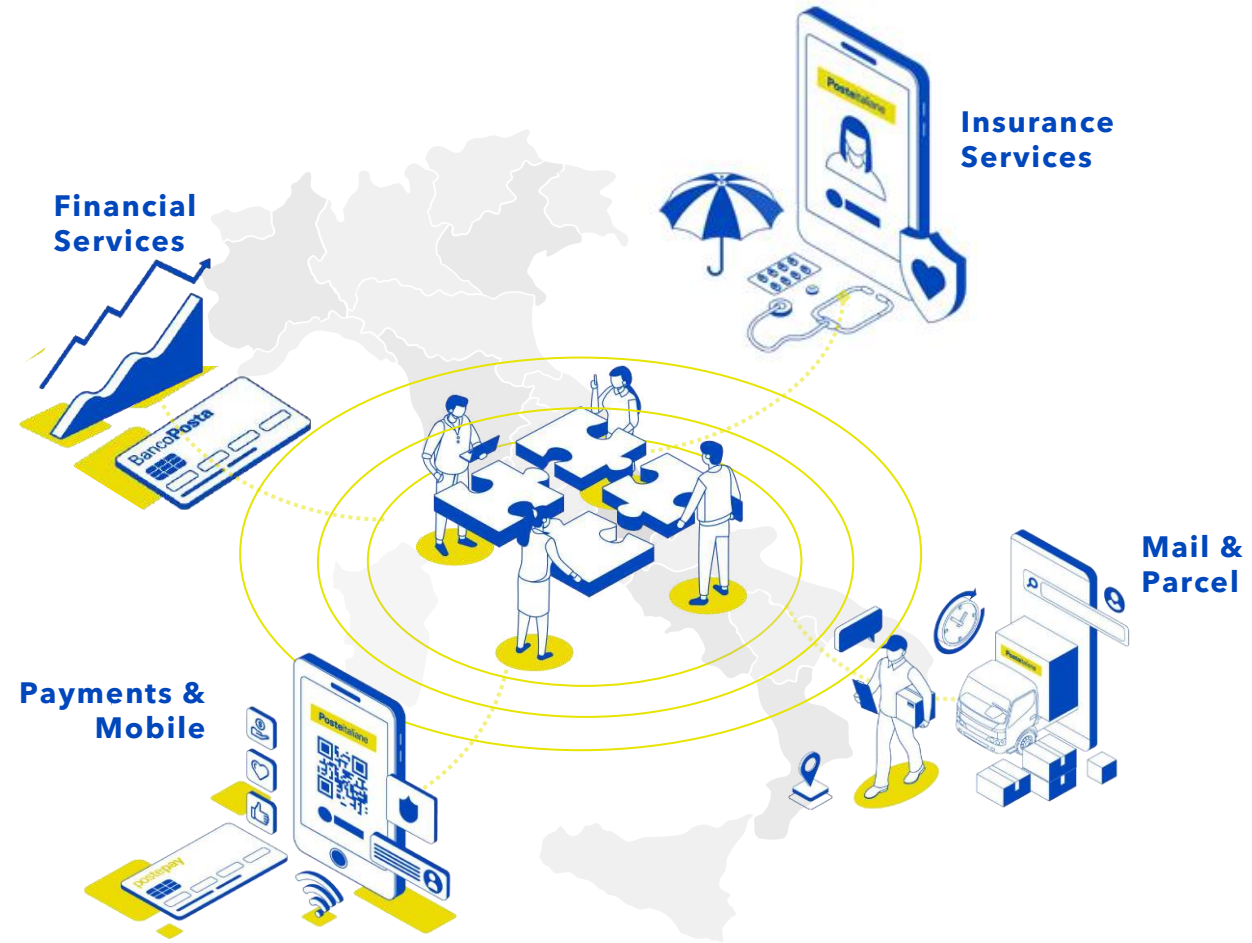 Posteitaliane
Insurance
Services
Financial
Services
BancoPosta
Mail &
Parcel
Posteitaliane
Payments &
Mobile
Posteitaliane
postepay